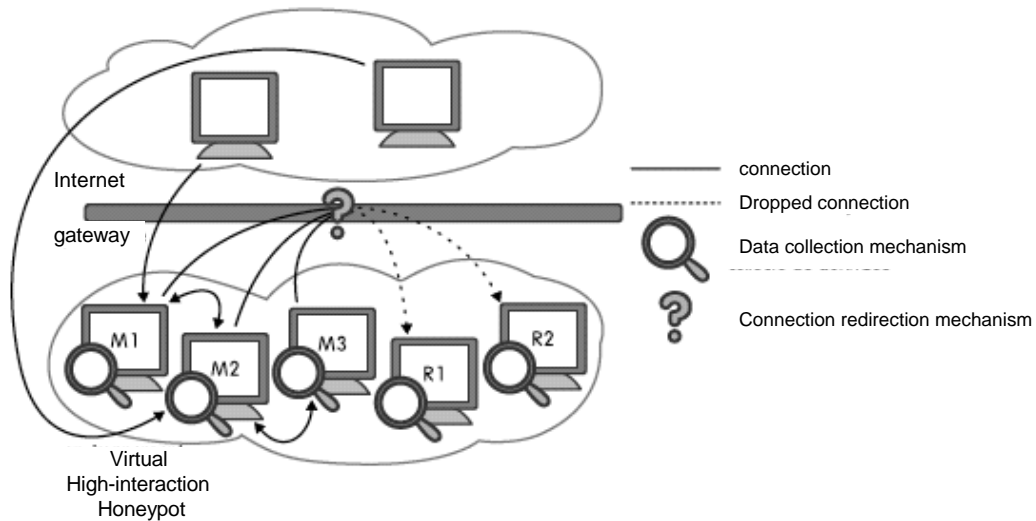 Internet
gateway
connection
Dropped connection
Data collection mechanism
Connection redirection mechanism
M1
M2
M3
R1
R2
Virtual
High-interaction
Honeypot